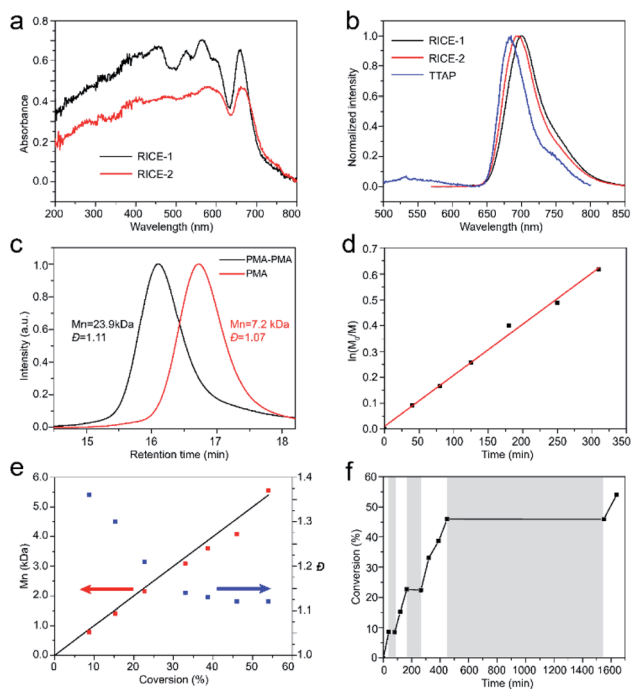 a
0.8
0.6
0.4
0.2
0.0
Absorbance
RICE-1
RICE-2
200 300 400 500 600 700 800
Wavelength (nm)
b
1.0
0.8
0.6
0.4
0.2
0.0
Normalized intensity
RICE-1
RICE-2
TTAP
500 550 600 650 700 750 800 850
Wavelength (nm)
c
1.0
0.8
0.6
0.4
0.2
0.0
Intensity (a.u.)
PMA-PMA
PMA
Mn=23.9kDa
Đ=1.11
Mn=7.2 kDa
Đ=1.07
15 16 17 18
Retention time (min)
d
0.7
0.6
0.5
0.4
0.3
0.2
0.1
0.0
ln(M₀/M)
0 50 100 150 200 250 300 350
Time (min)
e
6.0
5.0
4.0
3.0
2.0
1.0
0.0
Mn (kDa)
1.4
1.3
1.2
1.1
1.0
Đ
0 10 20 30 40 50 60
Coversion (%)
f
60
50
40
30
20
10
0
Conversion (%)
0 200 400 600 800 1000 1200 1400 1600
Time (min)